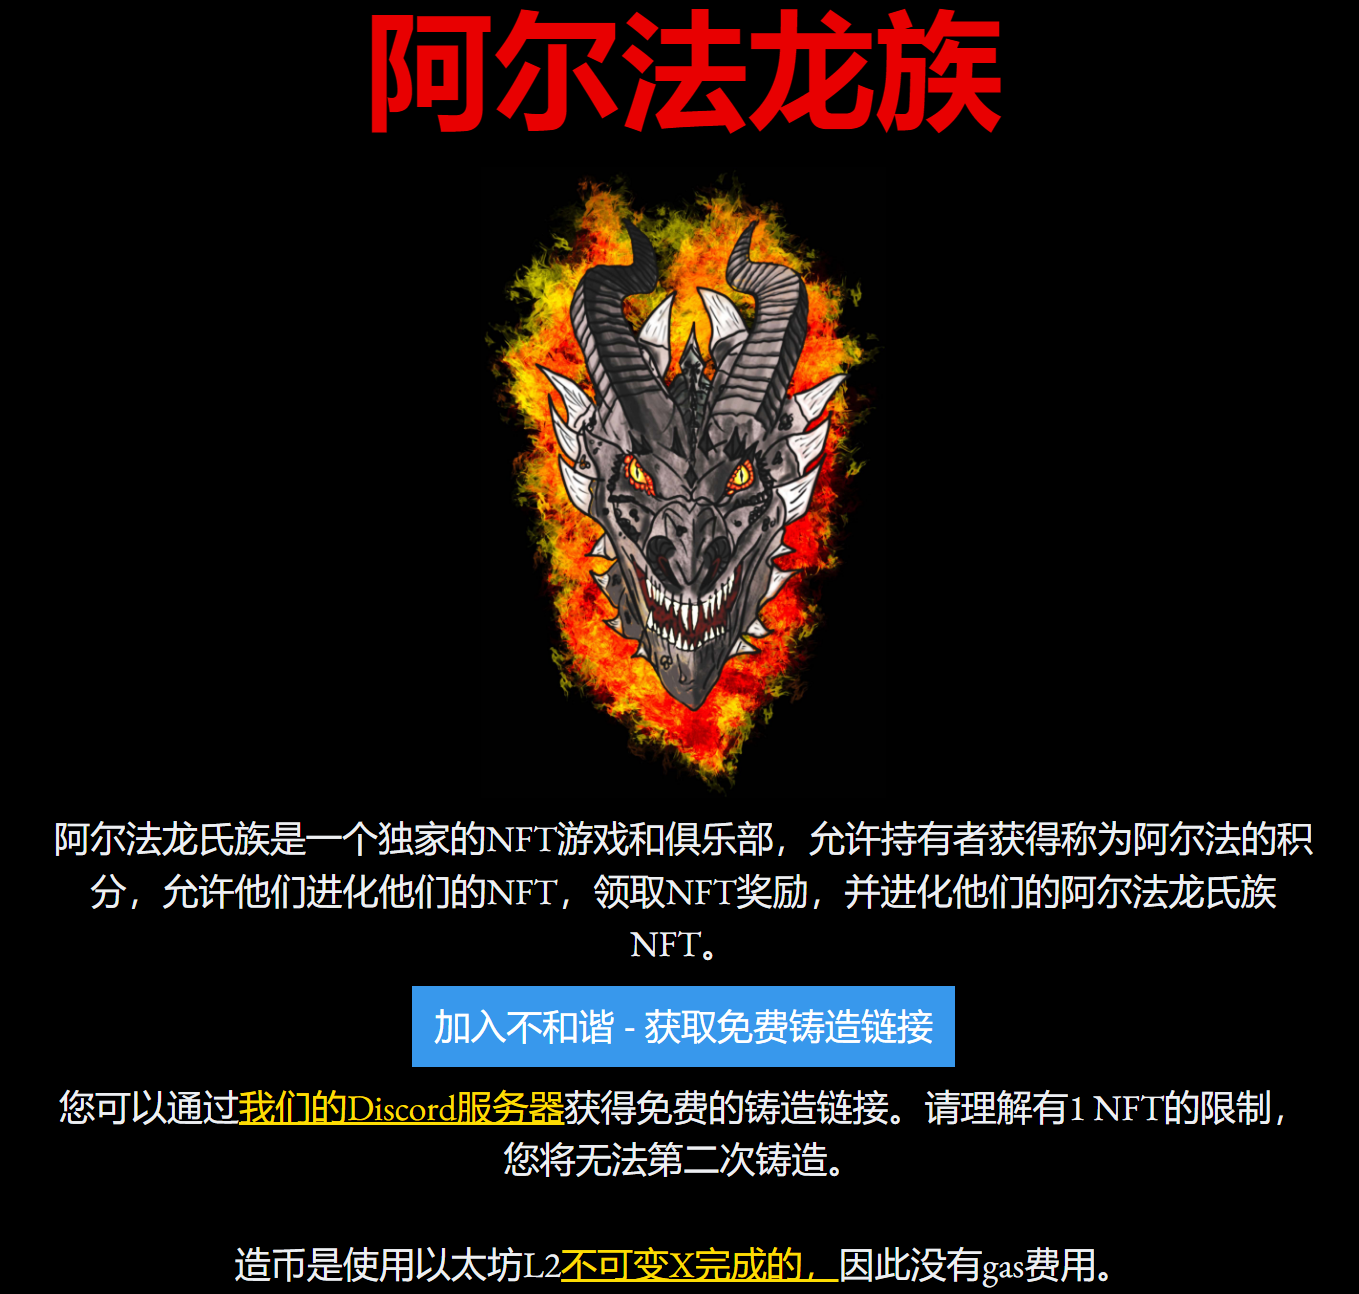 阿尔法龙族
阿尔法龙氏族是一个独家的NFT游戏和俱乐部，允许持有者获得称为阿尔法的积
分，允许他们进化他们的NFT，领取NFT奖励，并进化他们的阿尔法龙氏族
NFT。
加入不和谐 - 获取免费铸造链接
您可以通过我们的Discord服务器获得免费的铸造链接。请理解有1 NFT的限制，
您将无法第二次铸造。
造币是使用以太坊L2不可变X完成的，因此没有gas费用。